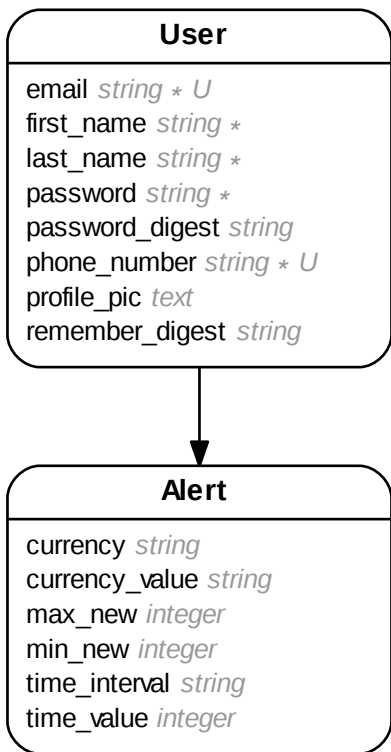 User
email string * U
first_name string *
last_name string *
password string *
password_digest string
phone_number string * U
profile_pic text
remember_digest string
Alert
currency string
currency_value string
max_new integer
min_new integer
time_interval string
time_value integer